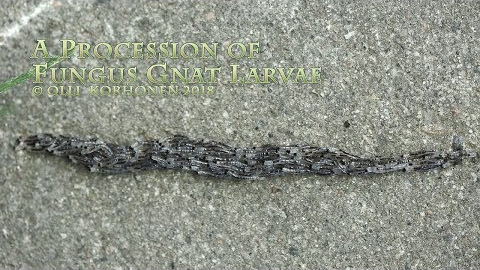 A Procession of
Fungus Gnat Larvae
© Olli Korhonen 2018